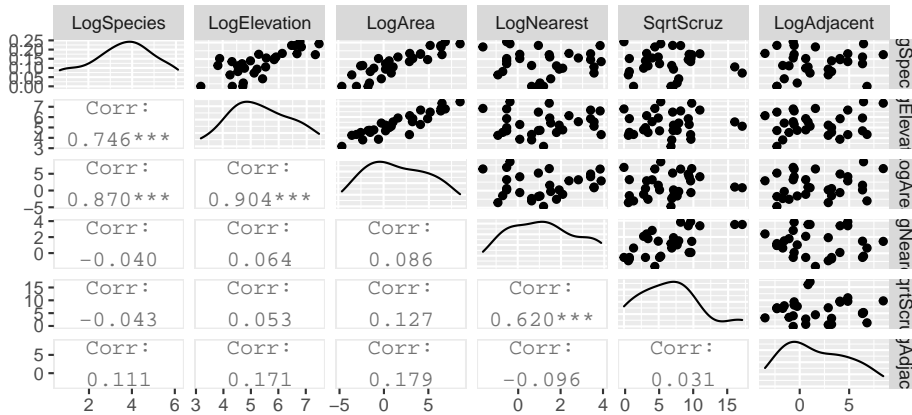 LogSpecies LogElevation LogArea LogNearest SqrtScruz LogAdjacent
0.25
0.20
0.15
0.10
0.05
0.00
7
6
5
4
3
Corr:
0.746***
5
0
−5
Corr: Corr:
0.870*** 0.904***
4
2
0
Corr: Corr: Corr:
−0.040 0.064 0.086
15
10
5
0
Corr: Corr: Corr: Corr:
−0.043 0.053 0.127 0.620***
5
0
Corr: Corr: Corr: Corr: Corr:
0.111 0.171 0.179 −0.096 0.031
2 4 6 3 4 5 6 7 −5 0 5 0 1 2 3 4 0 5 10 15 0 5